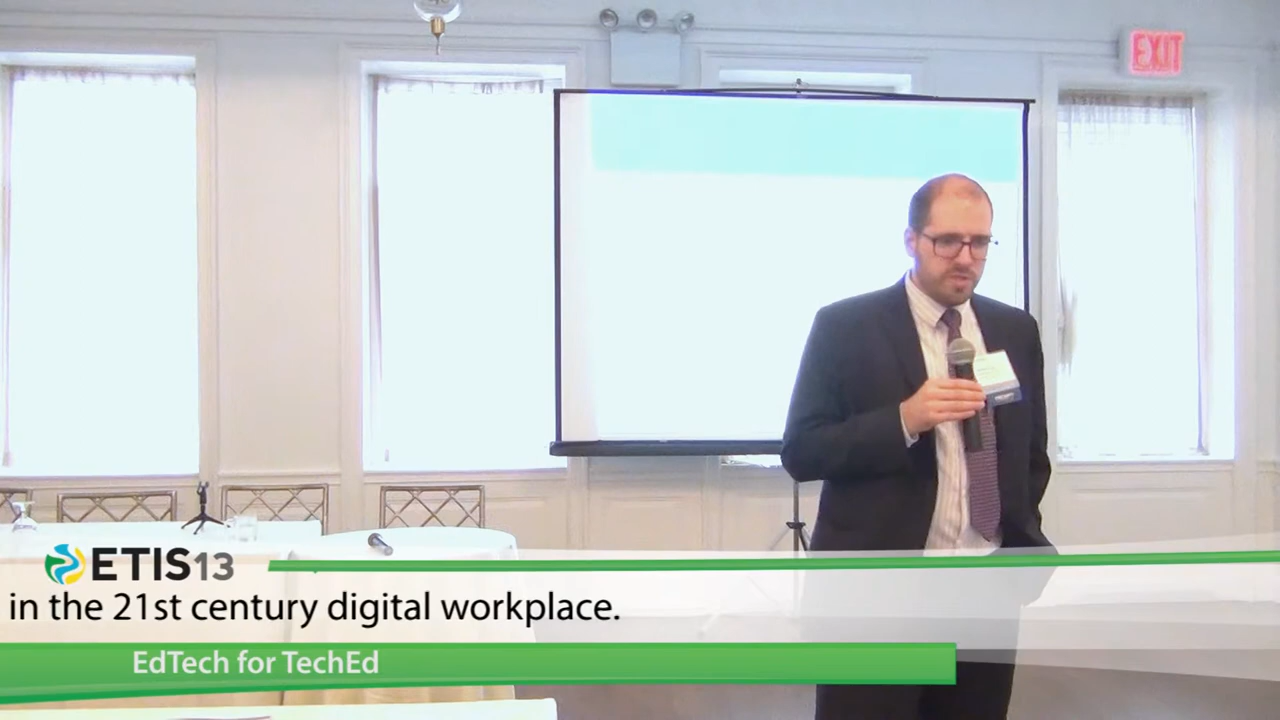 EXIT
ETIS13
in the 21st century digital workplace.
EdTech for TechEd